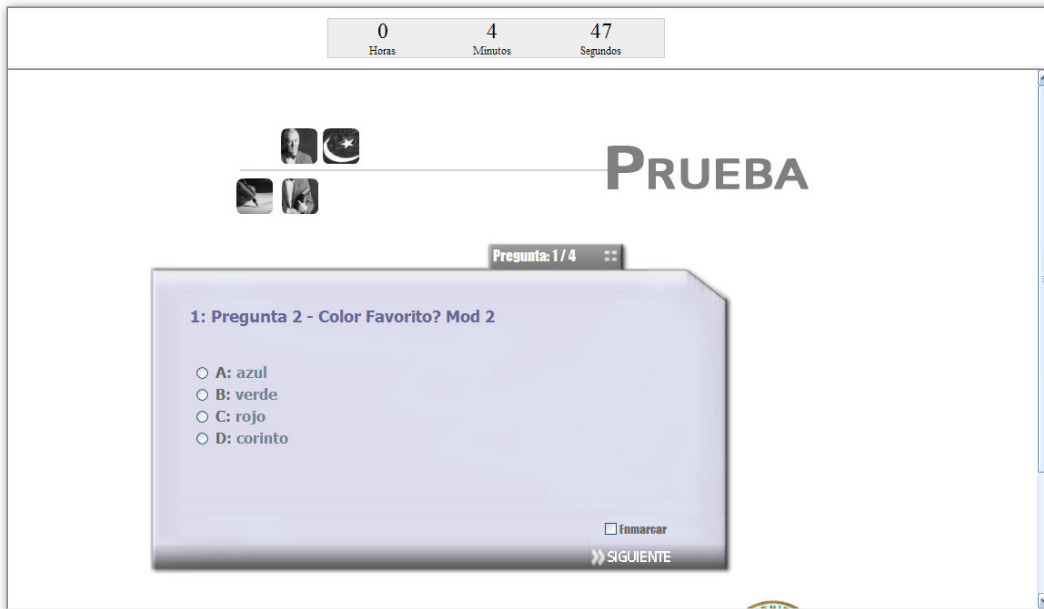 0 4 47
Horas Minutos Segundos
PRUEBA
Pregunta: 1 / 4
1: Pregunta 2 - Color Favorito? Mod 2
A: azul
B: verde
C: rojo
D: corinto
Enmarcar
SIGUIENTE